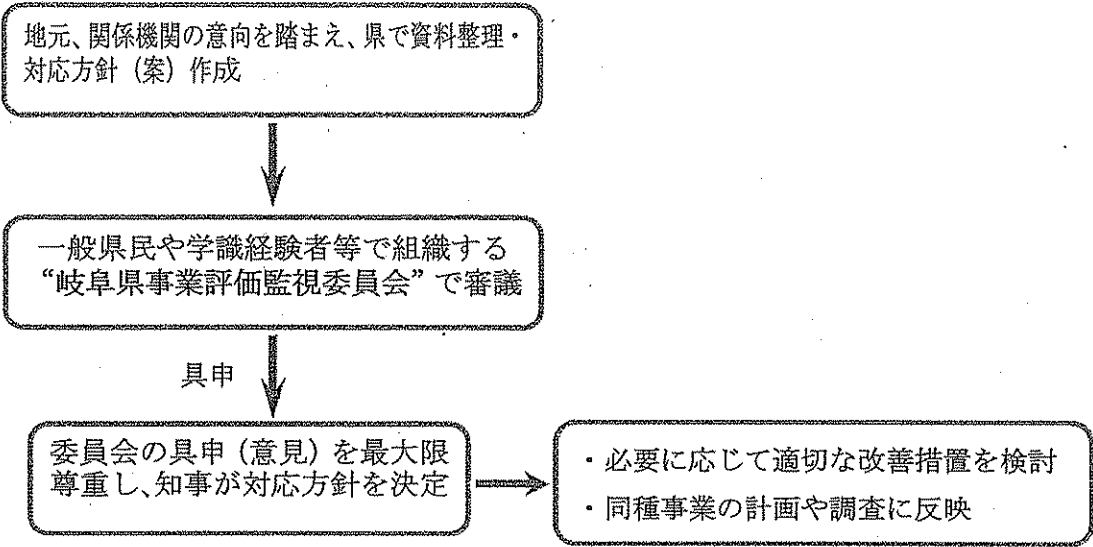 地元、関係機関の意向を踏まえ、県で資料整理・
対応方針（案）作成
一般県民や学識経験者等で組織する
“岐阜県事業評価監視委員会”で審議
具申
委員会の具申（意見）を最大限
尊重し、知事が対応方針を決定
・必要に応じて適切な改善措置を検討
・同種事業の計画や調査に反映